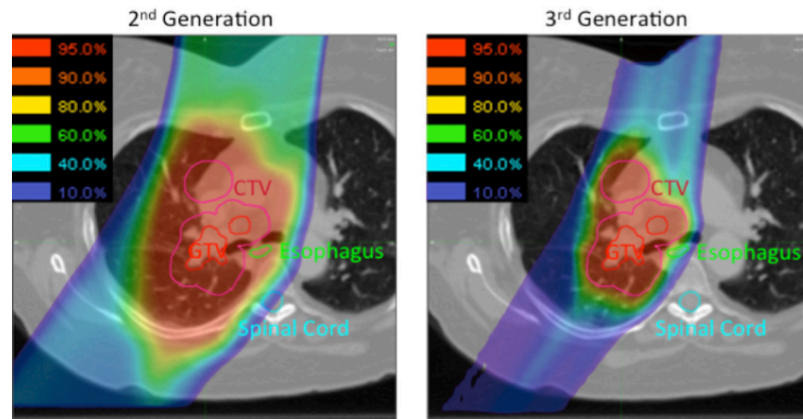 2nd Generation
95.0%
90.0%
80.0%
60.0%
40.0%
10.0%
CTV
GTV
Esophagus
Spinal Cord
3rd Generation
95.0%
90.0%
80.0%
60.0%
40.0%
10.0%
CTV
GTV
Esophagus
Spinal Cord